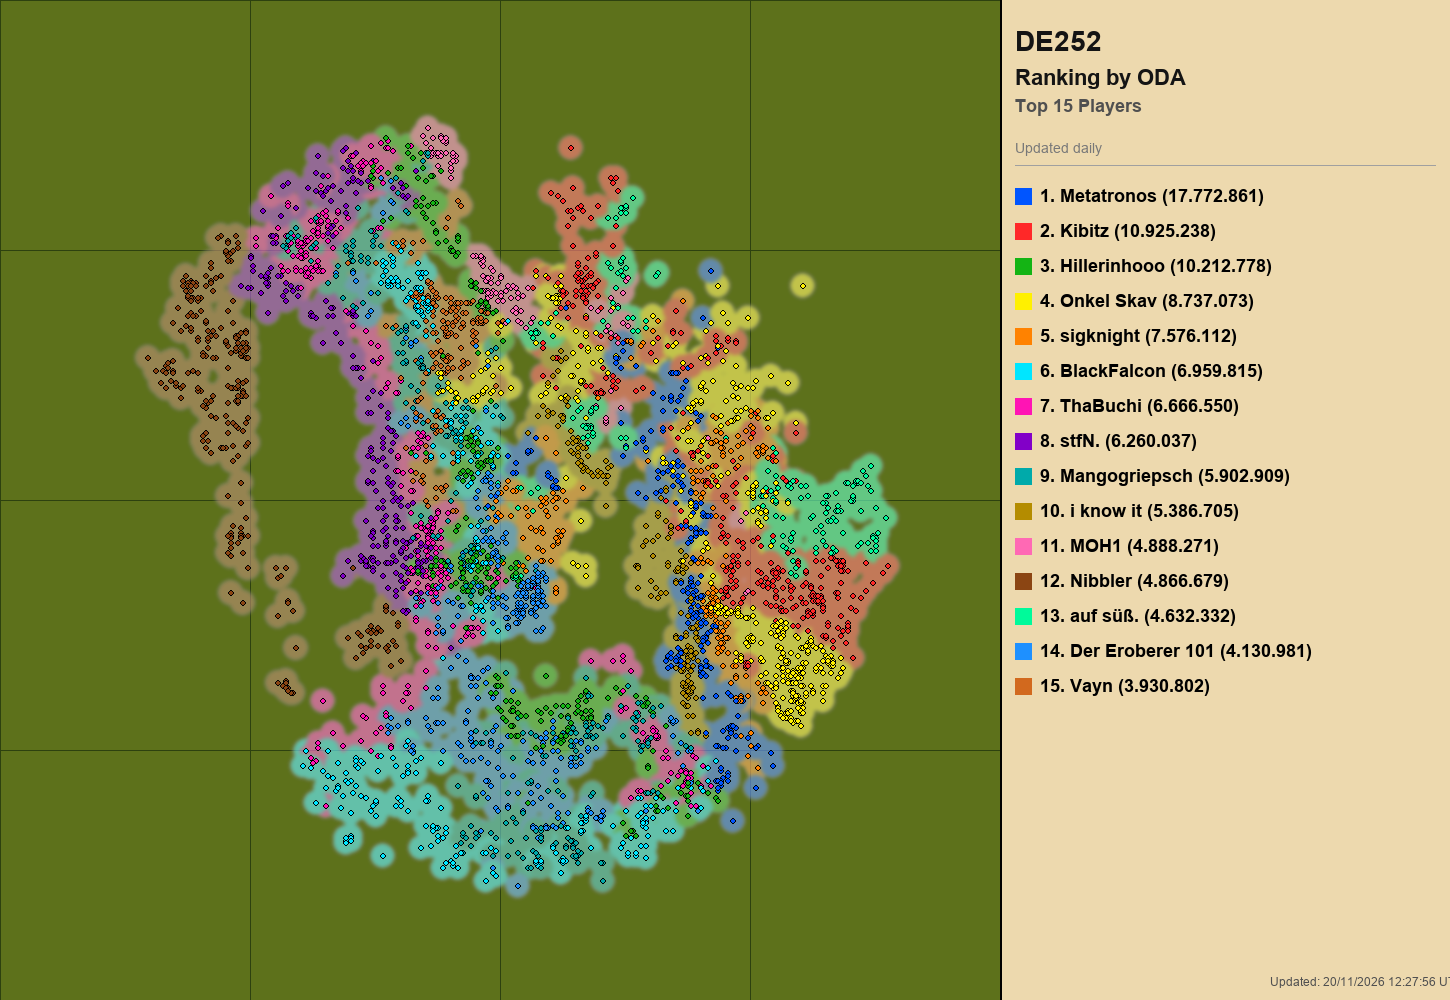 DE252
Ranking by ODA
Top 15 Players
Updated daily
1. Metatronos (17.772.861)
2. Kibitz (10.925.238)
3. Hillerinhooo (10.212.778)
4. Onkel Skav (8.737.073)
5. sigknight (7.576.112)
6. BlackFalcon (6.959.815)
7. ThaBuchi (6.666.550)
8. stfN. (6.260.037)
9. Mangogriepsch (5.902.909)
10. i know it (5.386.705)
11. MOH1 (4.888.271)
12. Nibbler (4.866.679)
13. auf süß. (4.632.332)
14. Der Eroberer 101 (4.130.981)
15. Vayn (3.930.802)
Updated: 20/11/2026 12:27:56